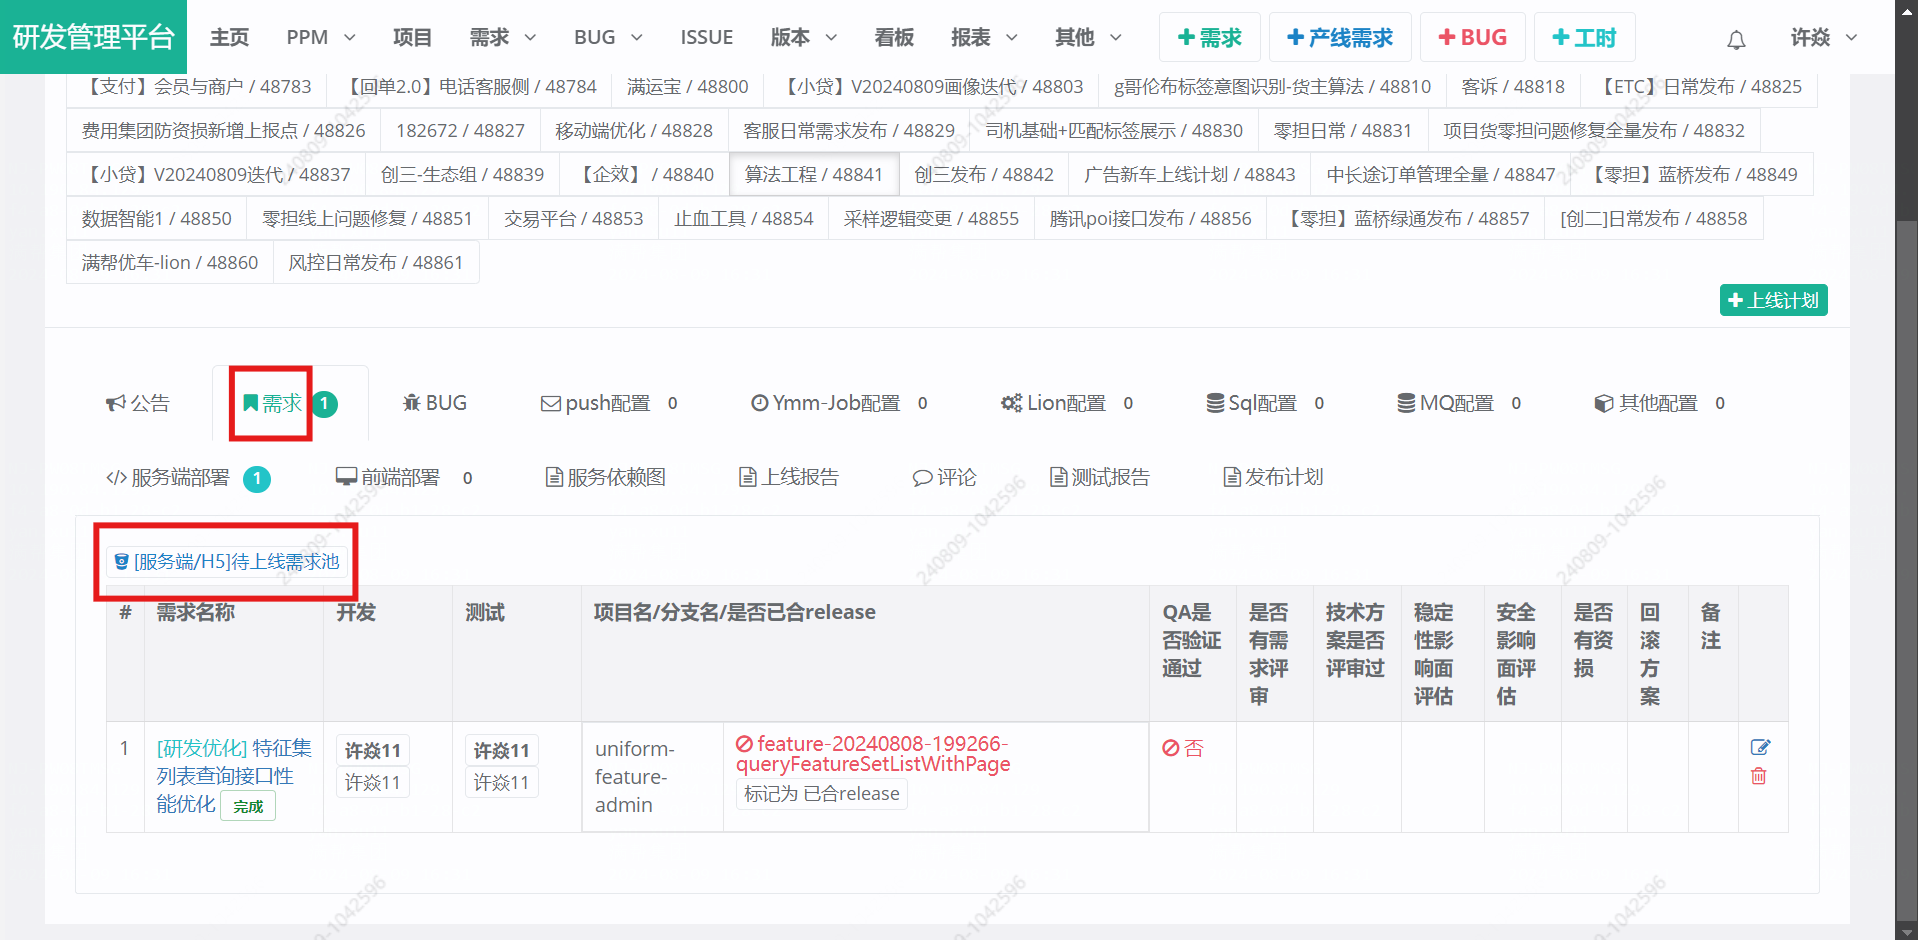 研发管理平台 主页 PPM 项目 需求 BUG ISSUE 版本 看板 报表 其他 +需求 +产线需求 +BUG +工时 许焱
【支付】会员与商户 / 48783 【回单2.0】电话客服侧 / 48784 满运宝 / 48800 【小贷】V20240809画像迭代 / 48803 g哥伦布标签意图识别-货主算法 / 48810 客诉 / 48818 【ETC】日常发布 / 48825
费用集团防资损新增上报点 / 48826 182672 / 48827 移动端优化 / 48828 客服日常需求发布 / 48829 司机基础+匹配标签展示 / 48830 零担日常 / 48831 项目货零担问题修复全量发布 / 48832
【小贷】V20240809迭代 / 48837 创三-生态组 / 48839 【企效】 / 48840 算法工程 / 48841 创三发布 / 48842 广告新车上线计划 / 48843 中长途订单管理全量 / 48847 【零担】蓝桥发布 / 48849
数据智能1 / 48850 零担线上问题修复 / 48851 交易平台 / 48853 止血工具 / 48854 采样逻辑变更 / 48855 腾讯poi接口发布 / 48856 【零担】蓝桥绿通发布 / 48857 [创二]日常发布 / 48858
满帮优车-lion / 48860 风控日常发布 / 48861
+上线计划
公告 需求 1 BUG push配置 0 Ymm-Job配置 0 Lion配置 0 Sql配置 0 MQ配置 0 其他配置 0
</> 服务端部署 1 前端部署 0 服务依赖图 上线报告 评论 测试报告 发布计划
[服务端/H5]待上线需求池
# 需求名称 开发 测试 项目名/分支名/是否已合release QA是否验证通过 是否有需求评审 技术方案是否评审过 稳定性影响面评估 安全影响面评估 是否有资损 回滚方案 备注
1 [研发优化] 特征集列表查询接口性能优化 完成 许焱11 许焱11 许焱11 许焱11 uniform-feature-admin feature-20240808-199266-queryFeatureSetListWithPage 标记为 已合release 否
240809-1042596
240809-1042596
240809-1042596
240809-1042596
240809-1042596
240809-1042596
9-1042596
9-1042596
9-1042596